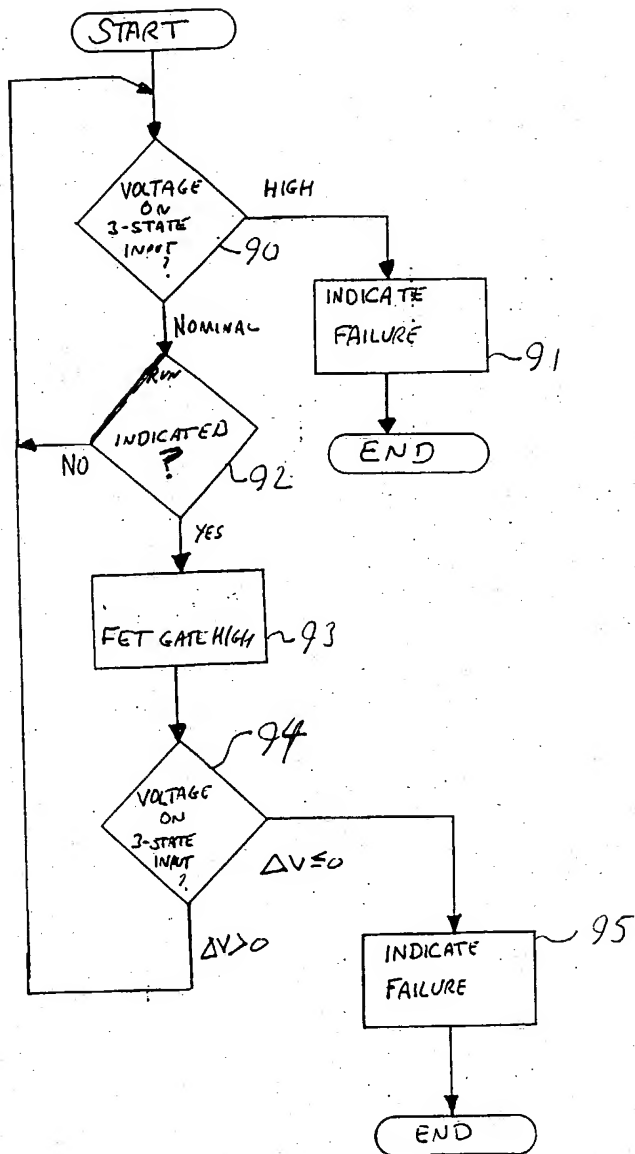 START
VOLTAGE
ON
3-STATE
INPUT
?
90
HIGH
INDICATE
FAILURE
91
END
NOMINAL
RUN
INDICATED
?
92
NO
YES
FET GATE HIGH
93
94
VOLTAGE
ON
3-STATE
INPUT
?
ΔV≤0
ΔV>0
INDICATE
FAILURE
95
END